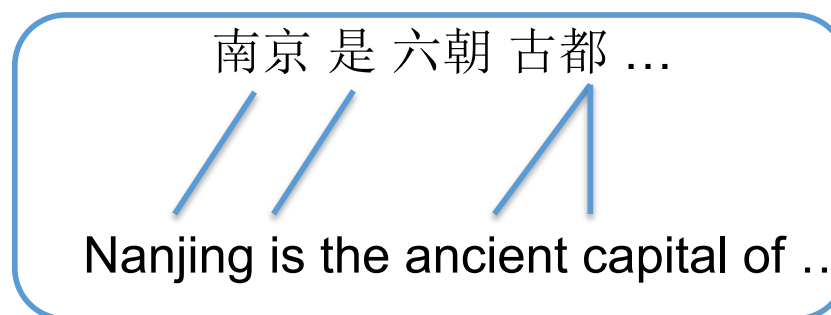 南京 是 六朝 古都 …
Nanjing is the ancient capital of …